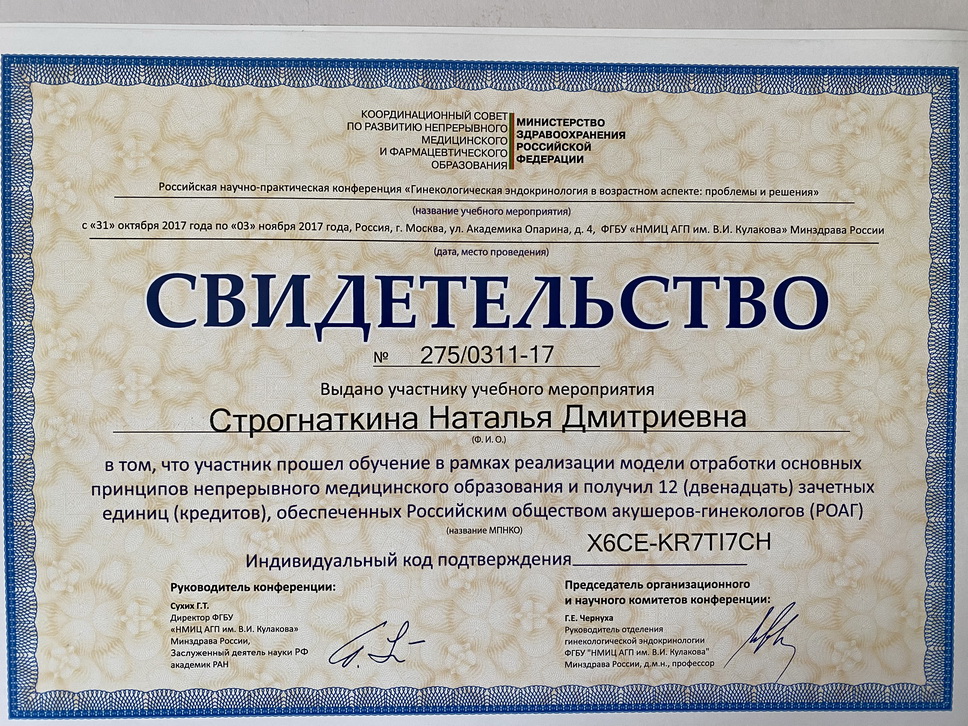 КООРДИНАЦИОННЫЙ СОВЕТ
ПО РАЗВИТИЮ НЕПРЕРЫВНОГО
МЕДИЦИНСКОГО
И ФАРМАЦЕВТИЧЕСКОГО
ОБРАЗОВАНИЯ
МИНИСТЕРСТВО
ЗДРАВООХРАНЕНИЯ
РОССИЙСКОЙ
ФЕДЕРАЦИИ
Российская научно-практическая конференция «Гинекологическая эндокринология в возрастном аспекте: проблемы и решения»
(название учебного мероприятия)
с «31» октября 2017 года по «03» ноября 2017 года, Россия, г. Москва, ул. Академика Опарина, д. 4, ФГБУ «НМИЦ АГП им. В.И. Кулакова» Минздрава России
(дата, место проведения)
СВИДЕТЕЛЬСТВО
№ 275/0311-17
Выдано участнику учебного мероприятия
Строгнаткина Наталья Дмитриевна
(Ф. И. О.)
в том, что участник прошел обучение в рамках реализации модели отработки основных
принципов непрерывного медицинского образования и получил 12 (двенадцать) зачетных
единиц (кредитов), обеспеченных Российским обществом акушеров-гинекологов (РОАГ)
(название МПНКО)
Индивидуальный код подтверждения X6CE-KR7TI7CH
Руководитель конференции:
Сухих Г.Т.
Директор ФГБУ
«НМИЦ АГП им. В.И. Кулакова»
Минздрава России,
Заслуженный деятель науки РФ
академик РАН
Председатель организационного
и научного комитетов конференции:
Г.Е. Чернуха
Руководитель отделения
гинекологической эндокринологии
ФГБУ "НМИЦ АГП им. В.И. Кулакова"
Минздрава России, д.м.н., профессор